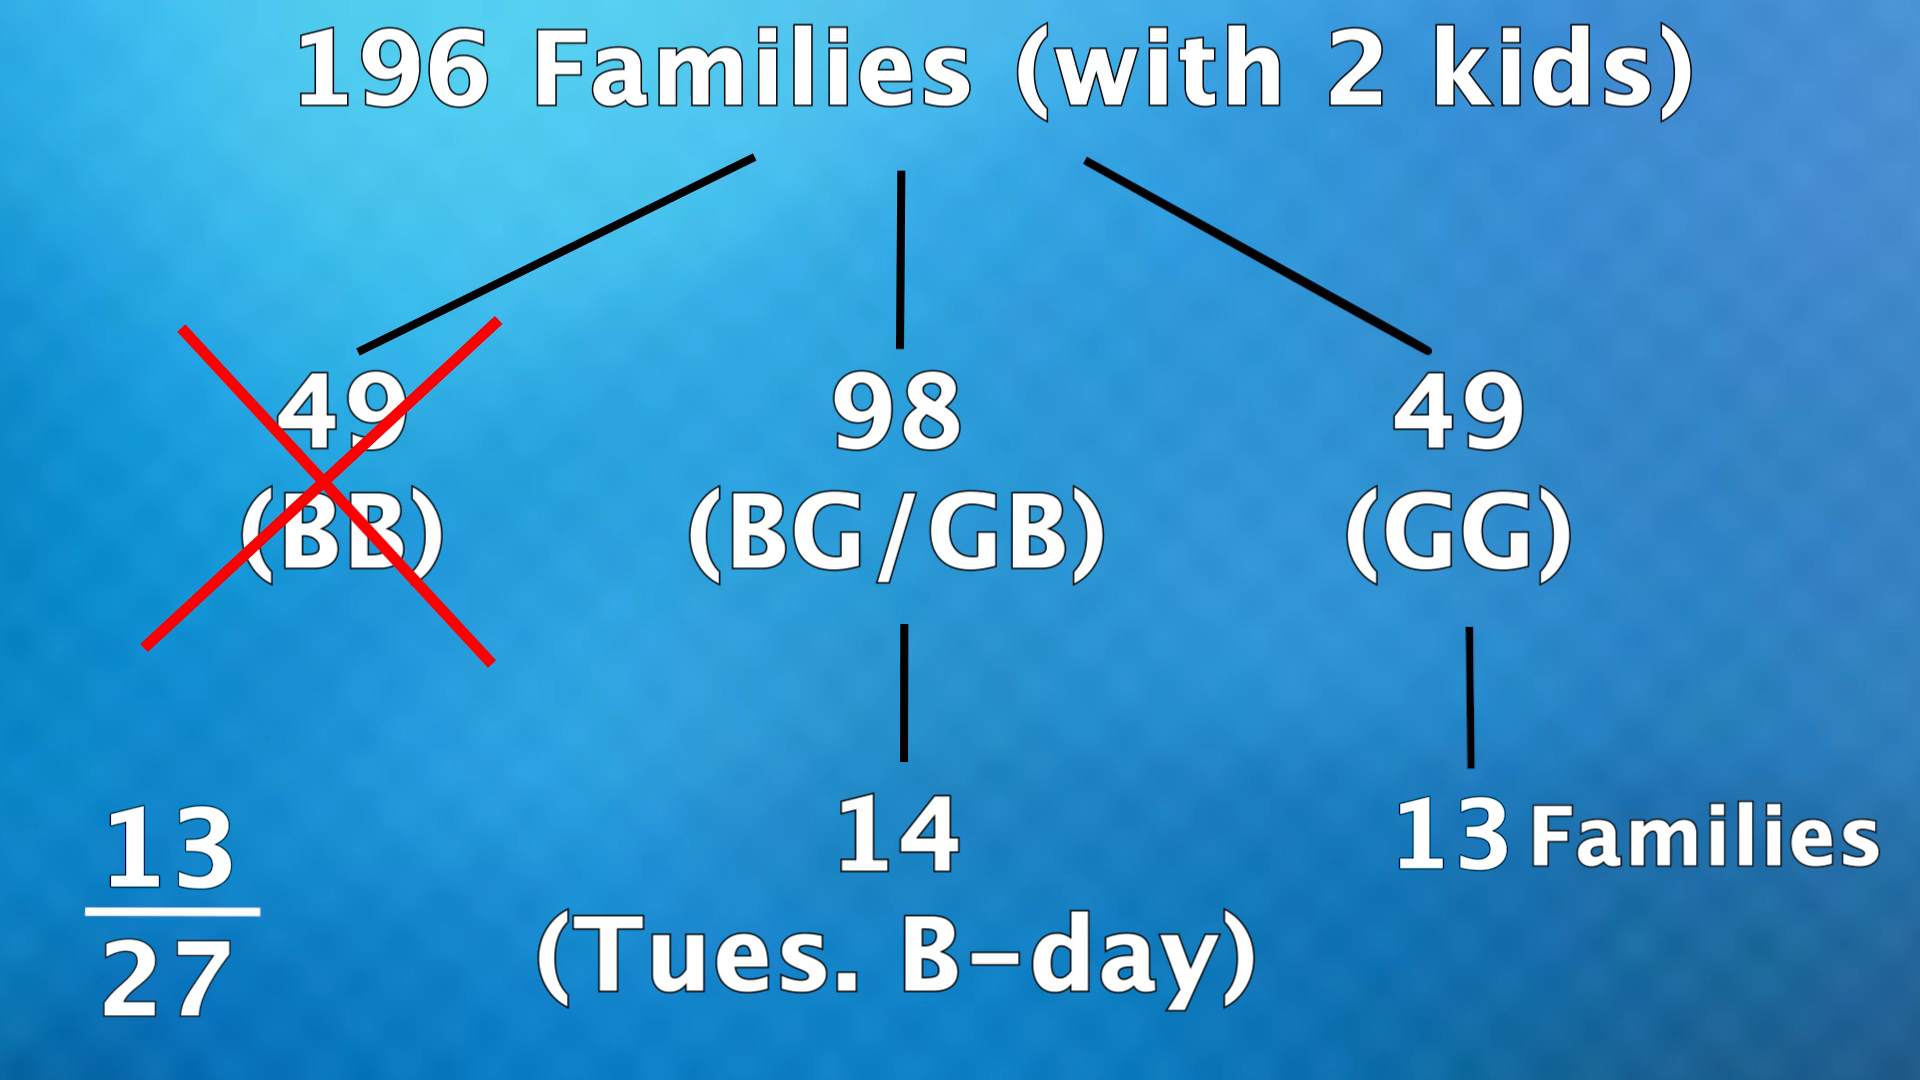 196 Families (with 2 kids)
49
(BB)
98
(BG/GB)
49
(GG)
14
(Tues. B-day)
13 Families
13
27